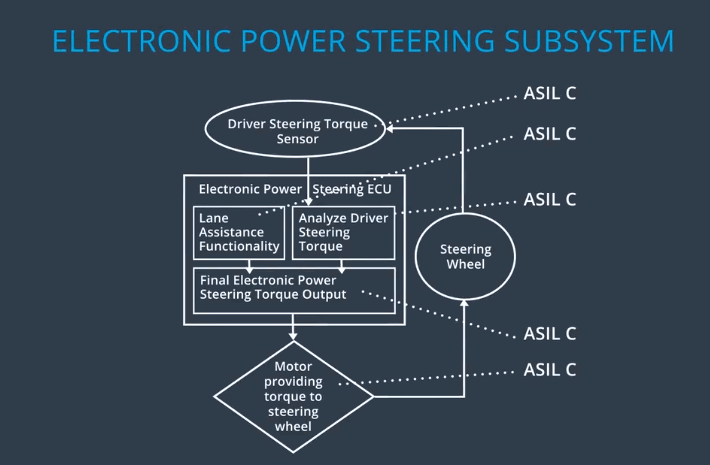 ELECTRONIC POWER STEERING SUBSYSTEM
ASIL C
Driver Steering Torque
Sensor
ASIL C
Electronic Power Steering ECU
ASIL C
Lane
Assistance
Functionality
Analyze Driver
Steering
Torque
Steering
Wheel
Final Electronic Power
Steering Torque Output
ASIL C
ASIL C
Motor
providing
torque to
steering
wheel